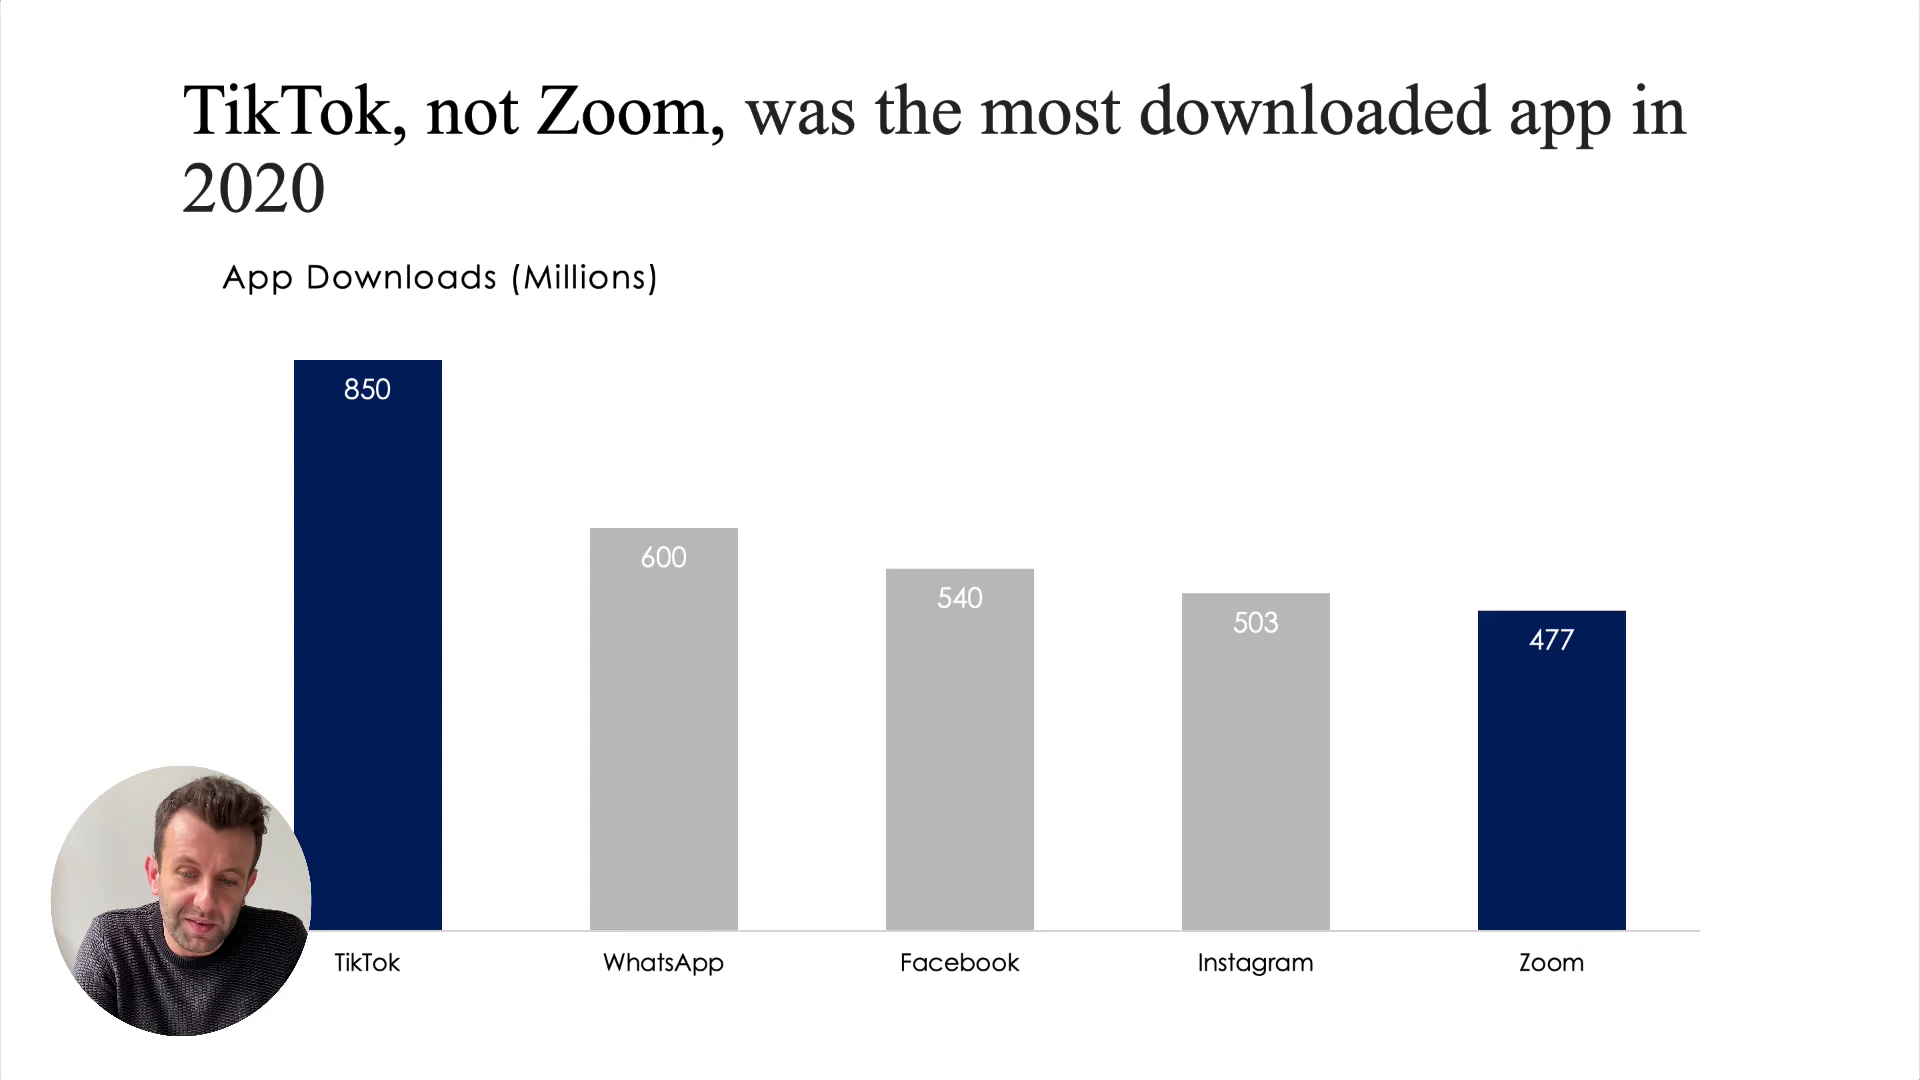 TikTok, not Zoom, was the most downloaded app in
2020
App Downloads (Millions)
850
600
540
503
477
TikTok
WhatsApp
Facebook
Instagram
Zoom